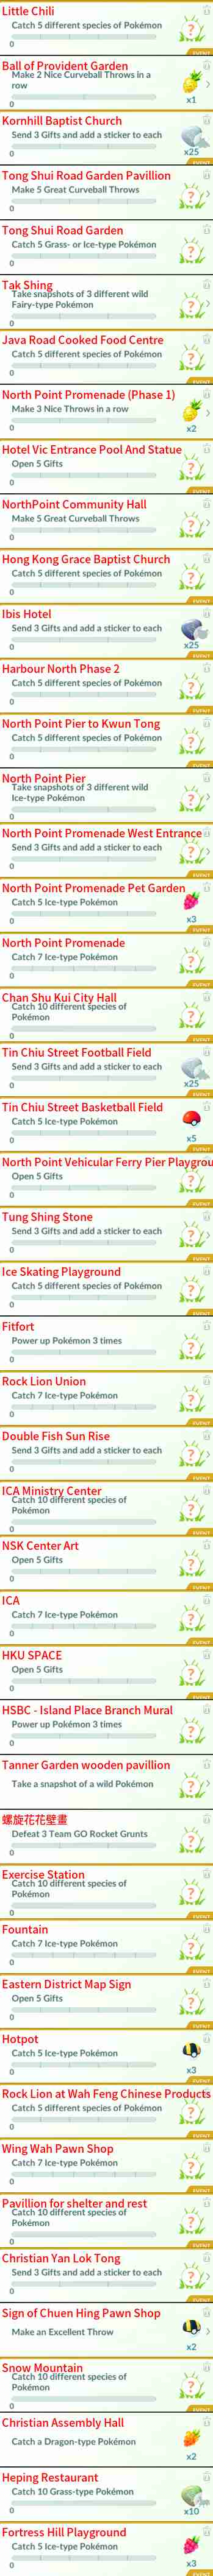 Little Chili
Catch 5 different species of Pokémon
0
EVENT
Ball of Provident Garden
Make 2 Nice Curveball Throws in a
row
0
x1
Kornhill Baptist Church
Send 3 Gifts and add a sticker to each
0
x25
EVENT
Tong Shui Road Garden Pavillion
Make 5 Great Curveball Throws
0
Tong Shui Road Garden
Catch 5 Grass- or Ice-type Pokémon
0
Tak Shing
Take snapshots of 3 different wild
Fairy-type Pokémon
0
Java Road Cooked Food Centre
Catch 5 different species of Pokémon
0
EVENT
North Point Promenade (Phase 1)
Make 3 Nice Throws in a row
0
x2
Hotel Vic Entrance Pool And Statue
Open 5 Gifts
0
EVENT
NorthPoint Community Hall
Make 5 Great Curveball Throws
0
Hong Kong Grace Baptist Church
Catch 5 different species of Pokémon
0
EVENT
Ibis Hotel
Send 3 Gifts and add a sticker to each
0
x25
EVENT
Harbour North Phase 2
Catch 5 different species of Pokémon
0
EVENT
North Point Pier to Kwun Tong
Catch 5 different species of Pokémon
0
EVENT
North Point Pier
Take snapshots of 3 different wild
Ice-type Pokémon
0
EVENT
North Point Promenade West Entrance
Send 3 Gifts and add a sticker to each
0
EVENT
North Point Promenade Pet Garden
Catch 5 Ice-type Pokémon
0
x3
EVENT
North Point Promenade
Catch 7 Ice-type Pokémon
0
EVENT
Chan Shu Kui City Hall
Catch 10 different species of
Pokémon
0
EVENT
Tin Chiu Street Football Field
Send 3 Gifts and add a sticker to each
0
x25
EVENT
Tin Chiu Street Basketball Field
Catch 5 Ice-type Pokémon
0
x5
EVENT
North Point Vehicular Ferry Pier Playgrou
Open 5 Gifts
0
EVENT
Tung Shing Stone
Send 3 Gifts and add a sticker to each
0
EVENT
Ice Skating Playground
Catch 5 different species of Pokémon
0
EVENT
Fitfort
Power up Pokémon 3 times
0
Rock Lion Union
Catch 7 Ice-type Pokémon
0
EVENT
Double Fish Sun Rise
Send 3 Gifts and add a sticker to each
0
EVENT
ICA Ministry Center
Catch 10 different species of
Pokémon
0
EVENT
NSK Center Art
Open 5 Gifts
0
EVENT
ICA
Catch 7 Ice-type Pokémon
0
EVENT
HKU SPACE
Open 5 Gifts
0
EVENT
HSBC - Island Place Branch Mural
Power up Pokémon 3 times
0
Tanner Garden wooden pavillion
Take a snapshot of a wild Pokémon
螺旋花花壁畫
Defeat 3 Team GO Rocket Grunts
0
Exercise Station
Catch 10 different species of
Pokémon
0
EVENT
Fountain
Catch 7 Ice-type Pokémon
0
EVENT
Eastern District Map Sign
Open 5 Gifts
0
EVENT
Hotpot
Catch 5 Ice-type Pokémon
0
x3
EVENT
Rock Lion at Wah Feng Chinese Products
Catch 5 different species of Pokémon
0
EVENT
Wing Wah Pawn Shop
Catch 7 Ice-type Pokémon
0
EVENT
Pavillion for shelter and rest
Catch 10 different species of
Pokémon
0
EVENT
Christian Yan Lok Tong
Send 3 Gifts and add a sticker to each
0
EVENT
Sign of Chuen Hing Pawn Shop
Make an Excellent Throw
x2
Snow Mountain
Catch 10 different species of
Pokémon
0
EVENT
Christian Assembly Hall
Catch a Dragon-type Pokémon
x2
Heping Restaurant
Catch 10 Grass-type Pokémon
0
x10
Fortress Hill Playground
Catch 5 Ice-type Pokémon
0
x3
EVENT